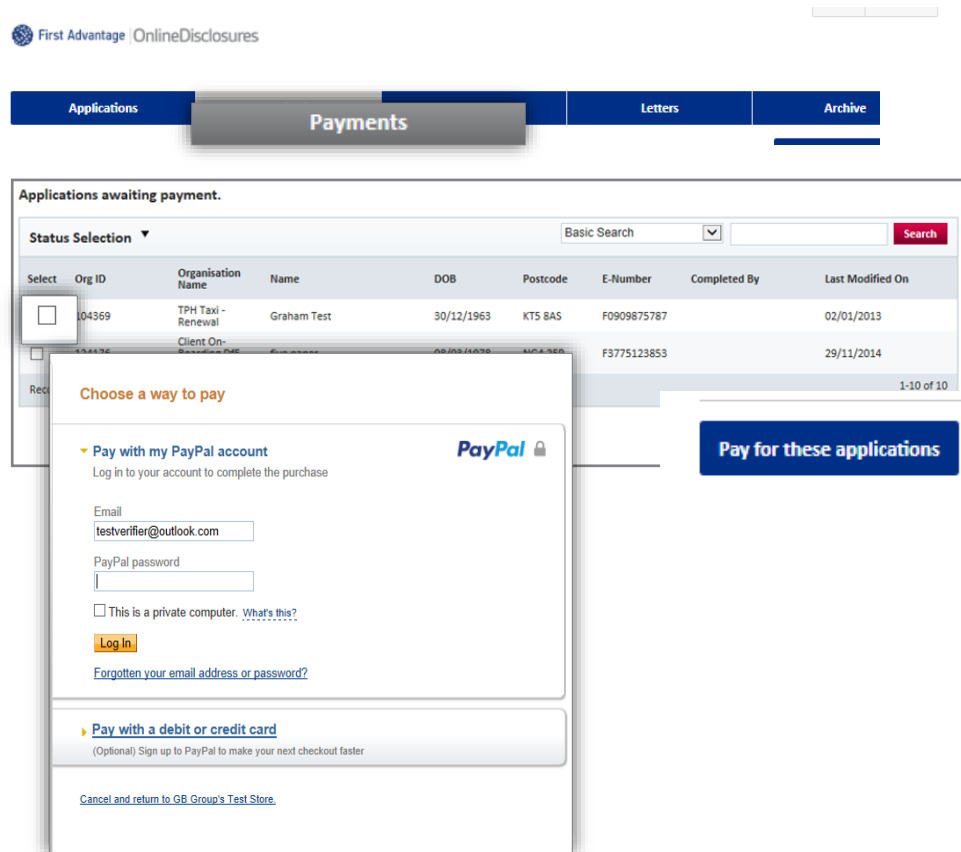 First Advantage OnlineDisclosures
Applications
Payments
Letters
Archive
Applications awaiting payment.
Status Selection
Basic Search
Search
Select Org ID Organisation Name Name DOB Postcode E-Number Completed By Last Modified On
104369 TPH Taxi - Renewal Graham Test 30/12/1963 KT5 8AS F0909875787 02/01/2013
Client On-
F3775123853 29/11/2014
1-10 of 10
Pay for these applications
Choose a way to pay
Pay with my PayPal account
PayPal
Log in to your account to complete the purchase
Email
testverifier@outlook.com
PayPal password
This is a private computer. What's this?
Log In
Forgotten your email address or password?
Pay with a debit or credit card
(Optional) Sign up to PayPal to make your next checkout faster
Cancel and return to GB Group's Test Store.